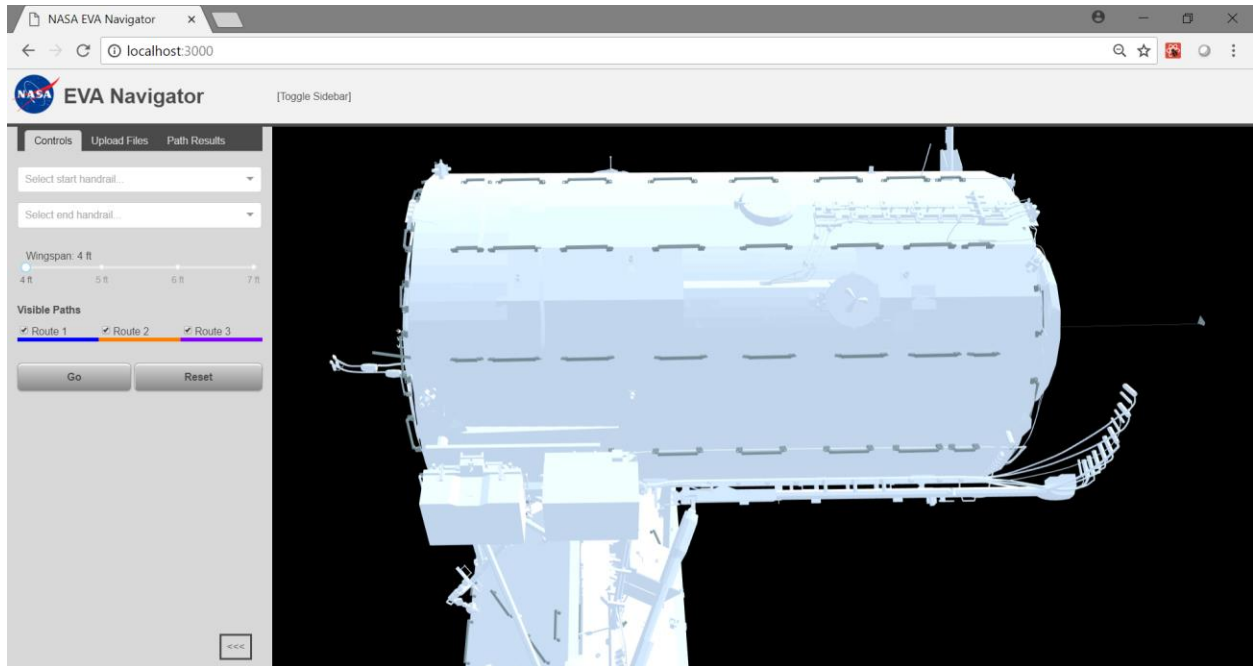 NASA EVA Navigator
localhost:3000
NASA EVA Navigator [Toggle Sidebar]
Controls Upload Files Path Results
Select start handrail...
Select end handrail...
Wingspan: 4 ft
4 ft 5 ft 6 ft 7 ft
Visible Paths
Route 1 Route 2 Route 3
Go Reset
<<<